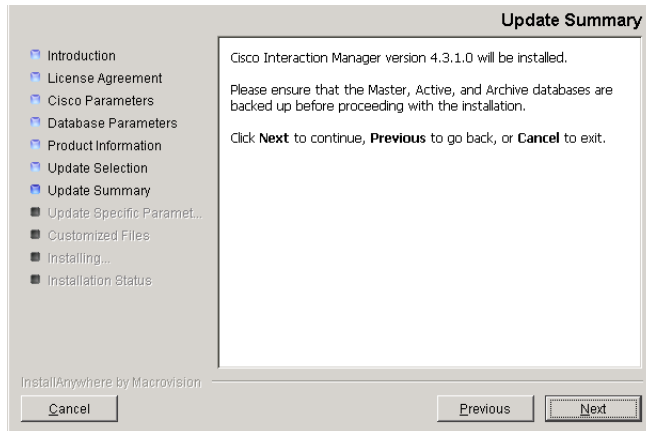 Update Summary
Introduction
License Agreement
Cisco Parameters
Database Parameters
Product Information
Update Selection
Update Summary
Update Specific Paramet...
Customized Files
Installing...
Installation Status
Cisco Interaction Manager version 4.3.1.0 will be installed.
Please ensure that the Master, Active, and Archive databases are
backed up before proceeding with the installation.
Click Next to continue, Previous to go back, or Cancel to exit.
InstallAnywhere by Macrovision
Cancel
Previous
Next